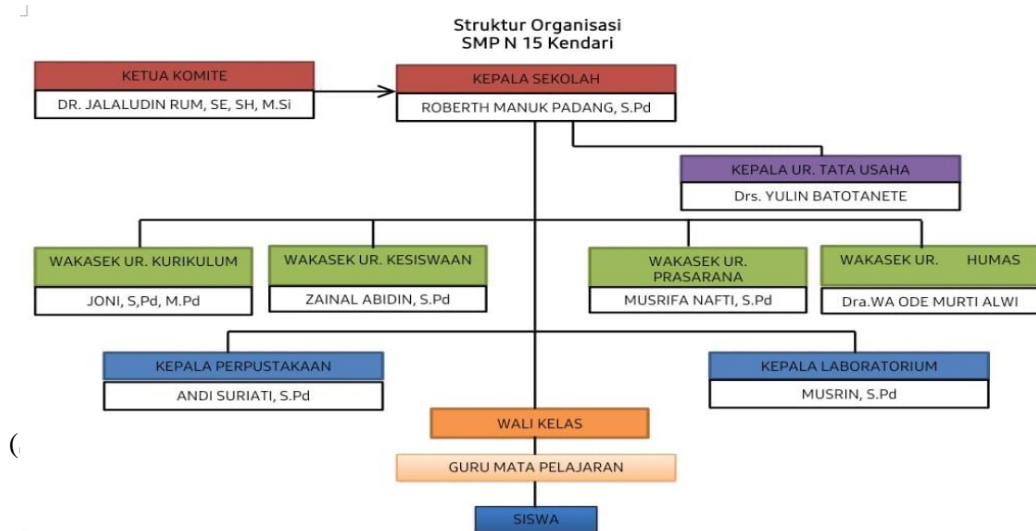 Struktur Organisasi
SMP N 15 Kendari
KETUA KOMITE
DR. JALALUDIN RUM, SE, SH, M.Si
KEPALA SEKOLAH
ROBERTH MANUK PADANG, S.Pd
KEPALA UR. TATA USAHA
Drs. YULIN BATOTANETE
WAKASEK UR. KURIKULUM
JONI, S,Pd, M.Pd
WAKASEK UR. KESISWAAN
ZAINAL ABIDIN, S.Pd
WAKASEK UR.
PRASARANA
MUSRIFA NAFTI, S.Pd
WAKASEK UR. HUMAS
Dra.WA ODE MURTI ALWI
KEPALA PERPUSTAKAAN
ANDI SURIATI, S.Pd
KEPALA LABORATORIUM
MUSRIN, S.Pd
WALI KELAS
(
GURU MATA PELAJARAN
SISWA